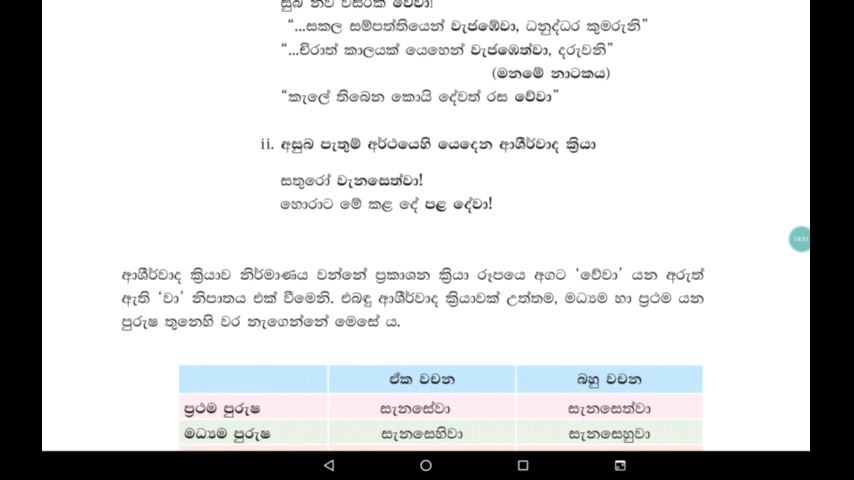 සුබ නව වසරක් වේවා!
“...සකල සම්පත්තියෙන් වැජඹේවා, ධනුද්ධර කුමරුනි”
“...චිරාත් කාලයක් යෙහෙන් වැජඹෙත්වා, දරුවනි”
(මනමේ නාටකය)
“කැලේ තිබෙන කොයි දේවත් රස වේවා”
ii. අසුබ පැතුම් අර්ථයෙහි යෙදෙන ආශීර්වාද ක්‍රියා
සතුරෝ වැනසෙත්වා!
හොරාට මේ කළ දේ පළ දේවා!
ආශීර්වාද ක්‍රියාව නිර්මාණය වන්නේ ප්‍රකාශන ක්‍රියා රූපයෙ අගට ‘වේවා’ යන අරුත්
ඇති ‘වා’ නිපාතය එක් වීමෙනි. එබඳු ආශීර්වාද ක්‍රියාවක් උත්තම, මධ්‍යම හා ප්‍රථම යන
පුරුෂ තුනෙහි වර නැගෙන්නේ මෙසේ ය.
ඒක වචන බහු වචන
ප්‍රථම පුරුෂ සැනසේවා සැනසෙත්වා
මධ්‍යම පුරුෂ සැනසෙහිවා සැනසෙහුවා